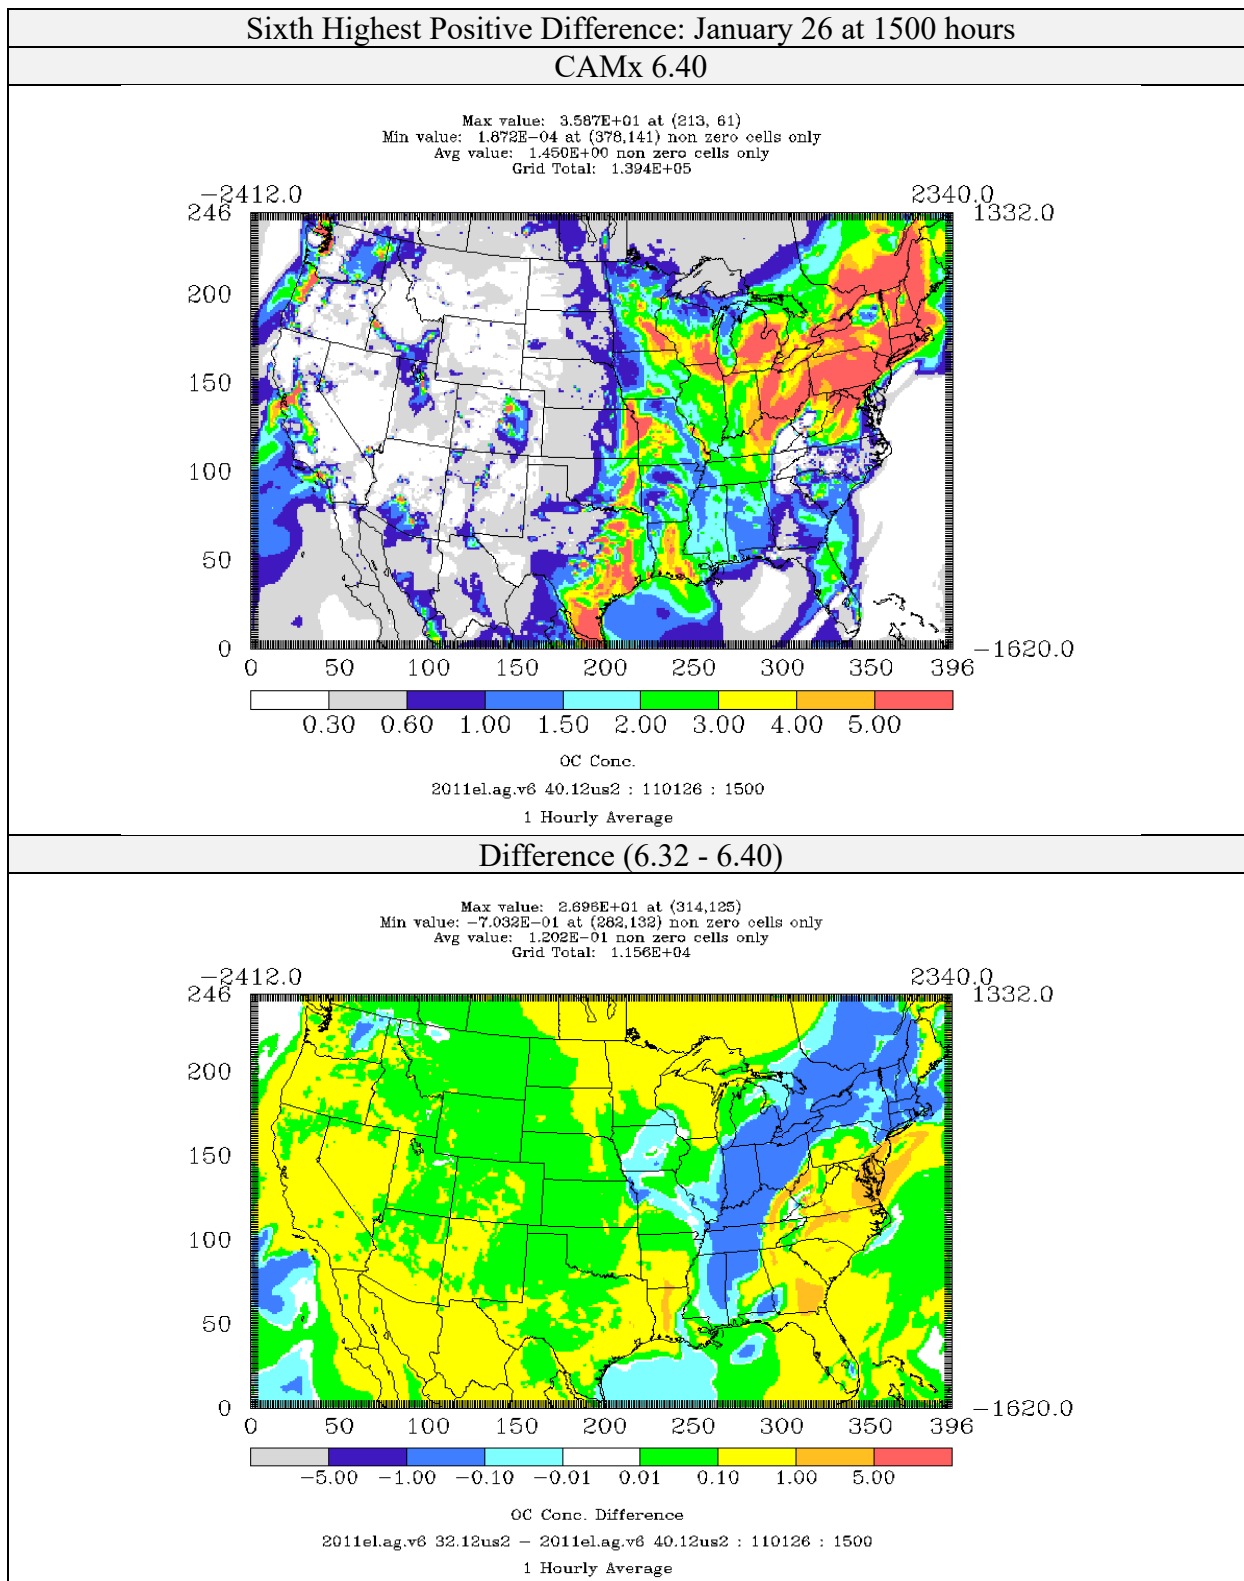 Sixth Highest Positive Difference: January 26 at 1500 hours
CAMx 6.40
Max value: 3.587E+01 at (213, 61)
Min value: 1.872E-04 at (378,141) non zero cells only
Avg value: 1.450E+00 non zero cells only
Grid Total: 1.394E+05
-2412.0 2340.0
246 1332.0
200
150
100
50
0 -1620.0
0 50 100 150 200 250 300 350 396
0.30 0.60 1.00 1.50 2.00 3.00 4.00 5.00
OC Conc.
2011el.ag.v6 40.12us2 : 110126 : 1500
1 Hourly Average
Difference (6.32 - 6.40)
Max value: 2.696E+01 at (314,125)
Min value: -7.032E-01 at (282,132) non zero cells only
Avg value: 1.202E-01 non zero cells only
Grid Total: 1.156E+04
-2412.0 2340.0
246 1332.0
200
150
100
50
0 -1620.0
0 50 100 150 200 250 300 350 396
-5.00 -1.00 -0.10 -0.01 0.01 0.10 1.00 5.00
OC Conc. Difference
2011el.ag.v6 32.12us2 - 2011el.ag.v6 40.12us2 : 110126 : 1500
1 Hourly Average